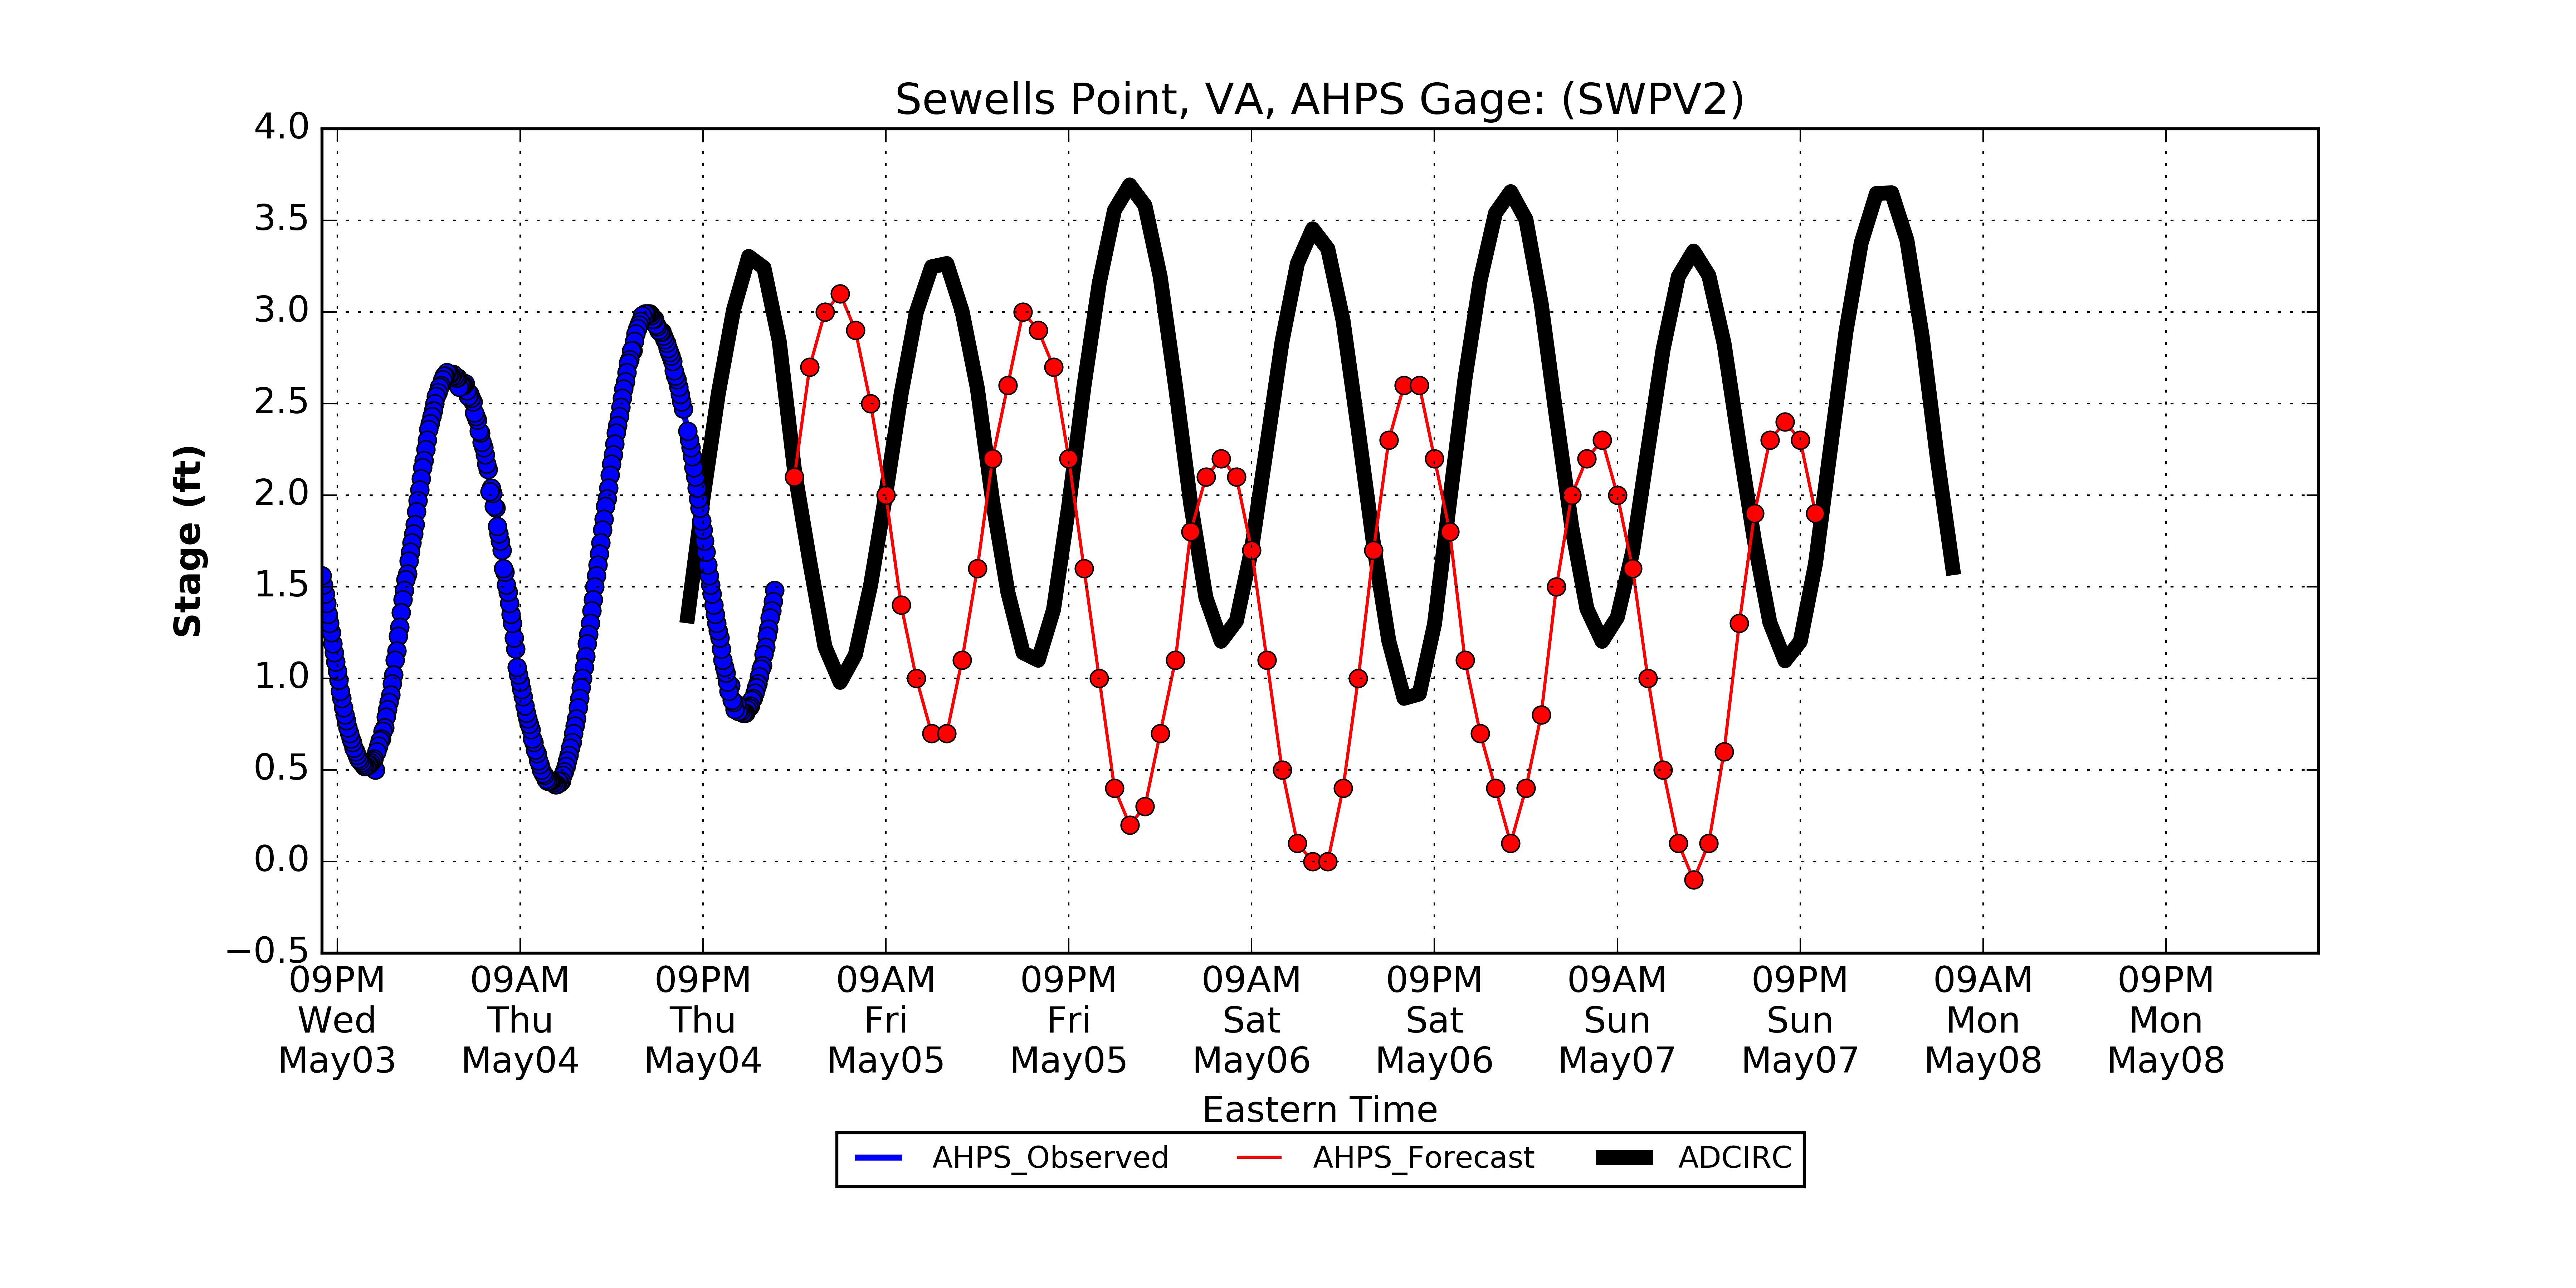 Sewells Point, VA, AHPS Gage: (SWPV2)
4.0
3.5
3.0
2.5
2.0
1.5
1.0
0.5
0.0
−0.5
Stage (ft)
09PM 09AM 09PM 09AM 09PM 09AM 09PM 09AM 09PM 09AM 09PM
Wed Thu Thu Fri Fri Sat Sat Sun Sun Mon Mon
May03 May04 May04 May05 May05 May06 May06 May07 May07 May08 May08
Eastern Time
AHPS_Observed AHPS_Forecast ADCIRC